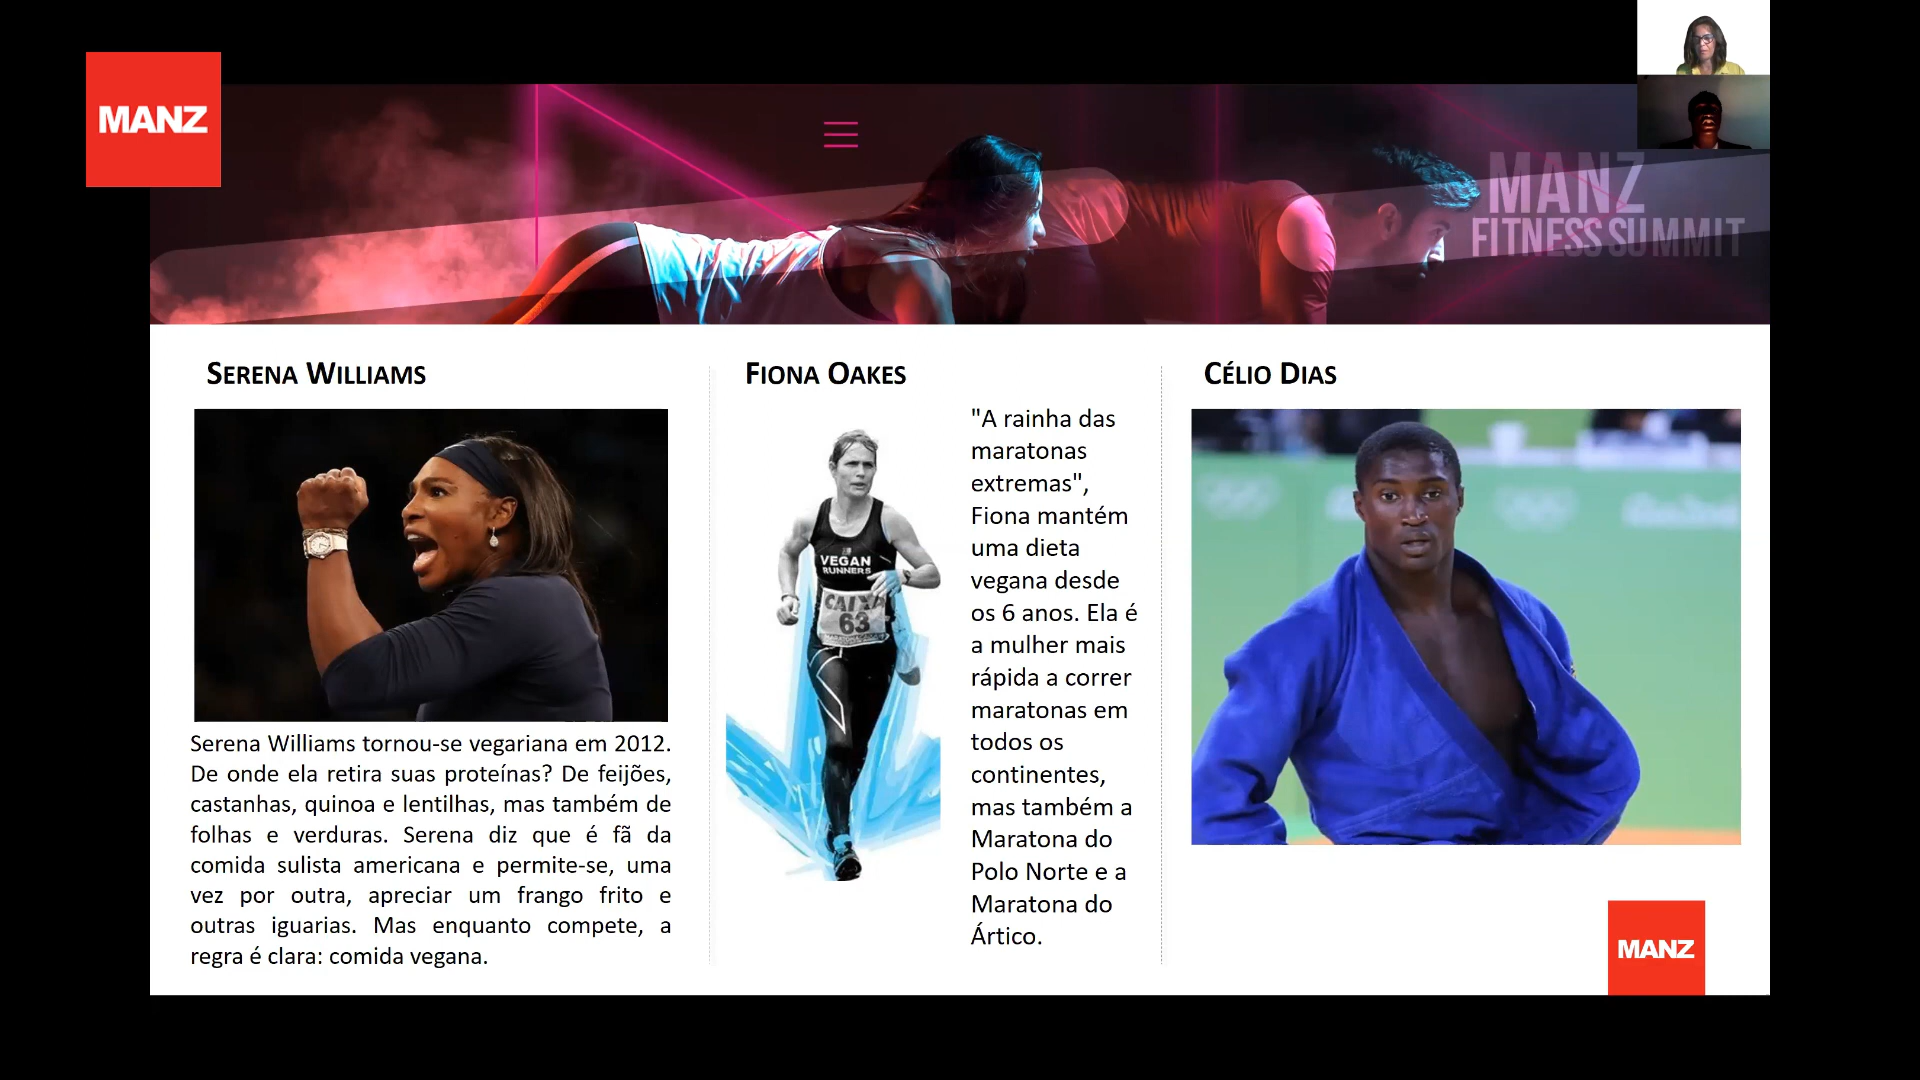 MANZ
MANZ
FITNESS SUMMIT
SERENA WILLIAMS
Serena Williams tornou-se vegariana em 2012.
De onde ela retira suas proteínas? De feijões,
castanhas, quinoa e lentilhas, mas também de
folhas e verduras. Serena diz que é fã da
comida sulista americana e permite-se, uma
vez por outra, apreciar um frango frito e
outras iguarias. Mas enquanto compete, a
regra é clara: comida vegana.
FIONA OAKES
VEGAN
RUNNERS
CAIXA
63
"A rainha das
maratonas
extremas",
Fiona mantém
uma dieta
vegana desde
os 6 anos. Ela é
a mulher mais
rápida a correr
maratonas em
todos os
continentes,
mas também a
Maratona do
Polo Norte e a
Maratona do
Ártico.
CÉLIO DIAS
MANZ